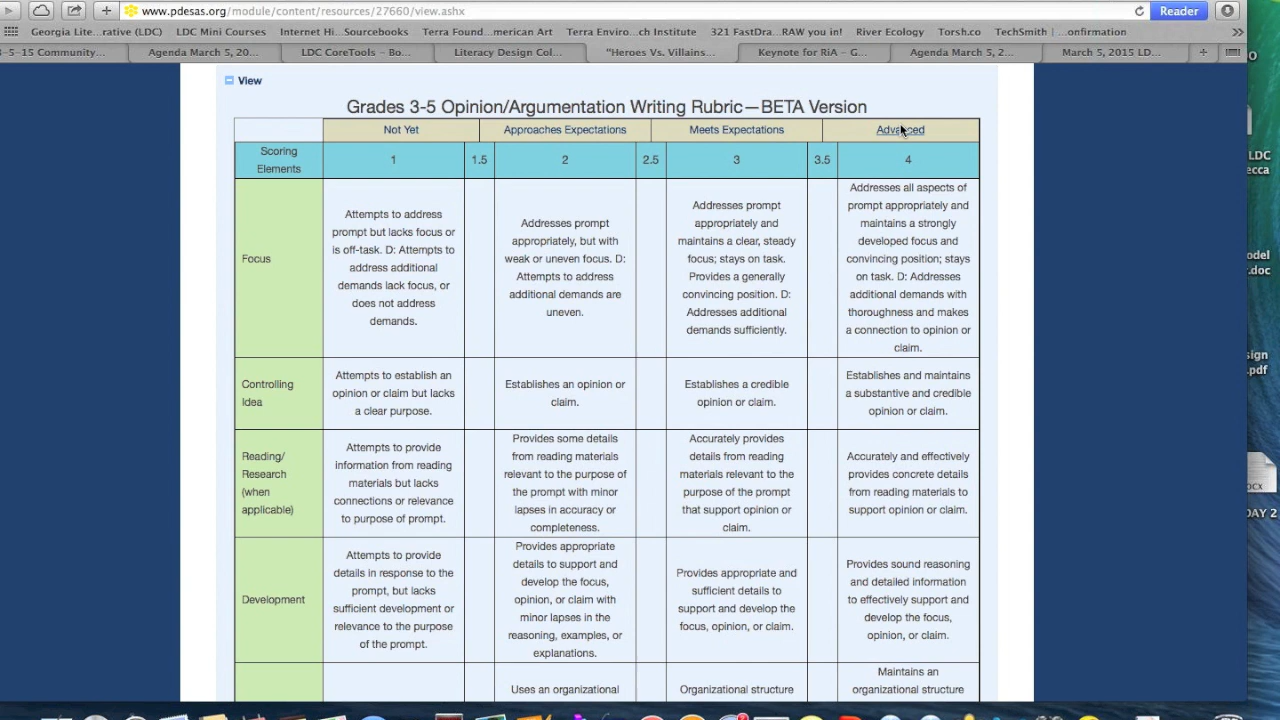 www.pdesas.org/module/content/resources/27660/view.ashx
Reader
Georgia Lite...rative (LDC) LDC Mini Courses Internet Hi...Sourcebooks Terra Found...merican Art Terra Enviro...ch Institute 321 FastDra...RAW you in! River Ecology Torsh.co TechSmith |...onfirmation
3-5-15 Community... Agenda March 5, 20... LDC CoreTools – Bo... Literacy Design Col... "Heroes Vs. Villains... Keynote for RiA – G... Agenda March 5, 2... March 5, 2015 LD...
View
Grades 3-5 Opinion/Argumentation Writing Rubric—BETA Version
Not Yet Approaches Expectations Meets Expectations Advanced
Scoring
Elements
1 1.5 2 2.5 3 3.5 4
Focus
Attempts to address
prompt but lacks focus or
is off-task. D: Attempts to
address additional
demands lack focus, or
does not address
demands.
Addresses prompt
appropriately, but with
weak or uneven focus. D:
Attempts to address
additional demands are
uneven.
Addresses prompt
appropriately and
maintains a clear, steady
focus; stays on task.
Provides a generally
convincing position. D:
Addresses additional
demands sufficiently.
Addresses all aspects of
prompt appropriately and
maintains a strongly
developed focus and
convincing position; stays
on task. D: Addresses
additional demands with
thoroughness and makes
a connection to opinion or
claim.
Controlling
Idea
Attempts to establish an
opinion or claim but lacks
a clear purpose.
Establishes an opinion or
claim.
Establishes a credible
opinion or claim.
Establishes and maintains
a substantive and credible
opinion or claim.
Reading/
Research
(when
applicable)
Attempts to provide
information from reading
materials but lacks
connections or relevance
to purpose of prompt.
Provides some details
from reading materials
relevant to the purpose of
the prompt with minor
lapses in accuracy or
completeness.
Accurately provides
details from reading
materials relevant to the
purpose of the prompt
that support opinion or
claim.
Accurately and effectively
provides concrete details
from reading materials to
support opinion or claim.
Development
Attempts to provide
details in response to the
prompt, but lacks
sufficient development or
relevance to the purpose
of the prompt.
Provides appropriate
details to support and
develop the focus,
opinion, or claim with
minor lapses in the
reasoning, examples, or
explanations.
Provides appropriate and
sufficient details to
support and develop the
focus, opinion, or claim.
Provides sound reasoning
and detailed information
to effectively support and
develop the focus,
opinion, or claim.
Uses an organizational
Organizational structure
Maintains an
organizational structure
LDC
ecca
odel
.doc
sign
.pdf
OCX
DAY 2